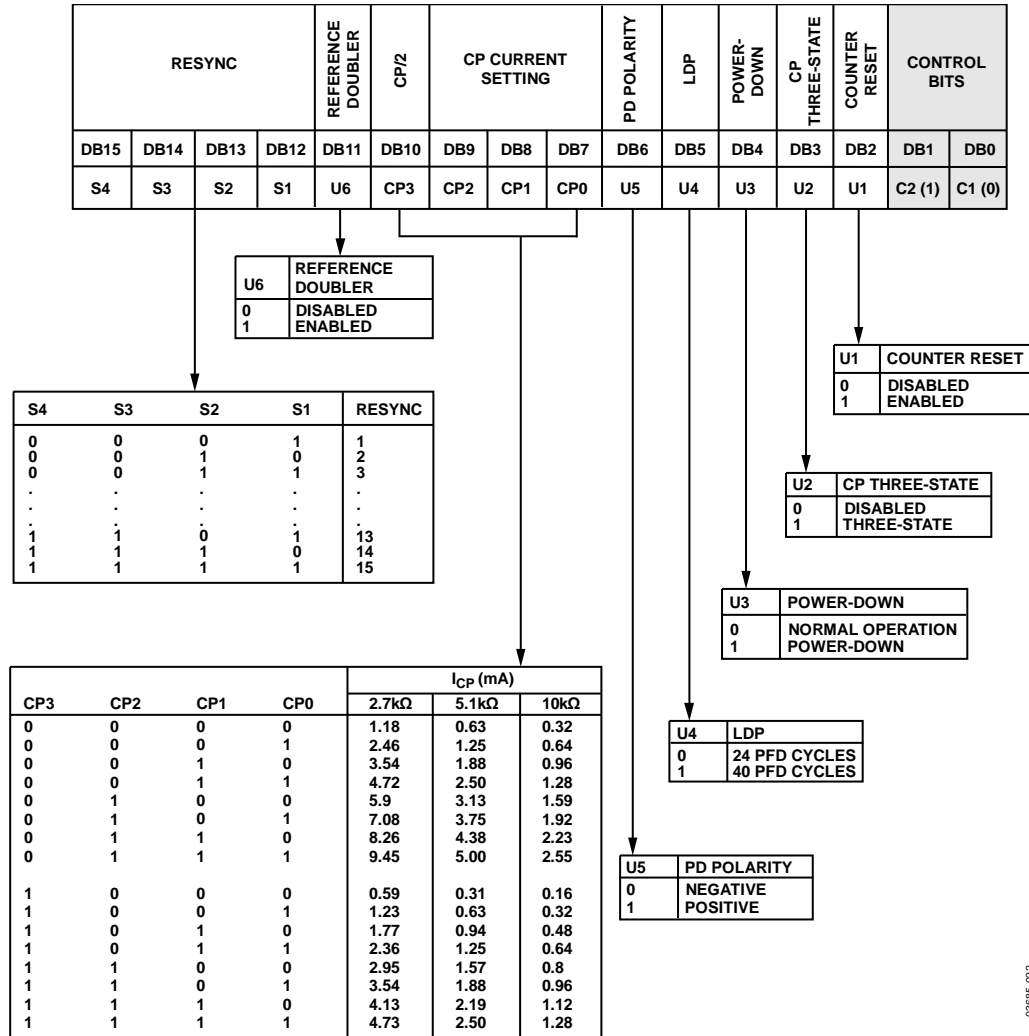 RESYNC
REFERENCE
DOUBLER
CP/2
CP CURRENT
SETTING
PD POLARITY
LDP
POWER-
DOWN
CP
THREE-STATE
COUNTER
RESET
CONTROL
BITS
DB15 DB14 DB13 DB12 DB11 DB10 DB9 DB8 DB7 DB6 DB5 DB4 DB3 DB2 DB1 DB0
S4 S3 S2 S1 U6 CP3 CP2 CP1 CP0 U5 U4 U3 U2 U1 C2 (1) C1 (0)
U6 REFERENCE
DOUBLER
0 DISABLED
1 ENABLED
U1 COUNTER RESET
0 DISABLED
1 ENABLED
S4 S3 S2 S1 RESYNC
0 0 0 1 1
0 0 1 0 2
0 0 1 1 3
. . . . .
. . . . .
. . . . .
1 1 0 1 13
1 1 1 0 14
1 1 1 1 15
U2 CP THREE-STATE
0 DISABLED
1 THREE-STATE
U3 POWER-DOWN
0 NORMAL OPERATION
1 POWER-DOWN
ICP (mA)
CP3 CP2 CP1 CP0 2.7kΩ 5.1kΩ 10kΩ
0 0 0 0 1.18 0.63 0.32
0 0 0 1 2.46 1.25 0.64
0 0 1 0 3.54 1.88 0.96
0 0 1 1 4.72 2.50 1.28
0 1 0 0 5.9 3.13 1.59
0 1 0 1 7.08 3.75 1.92
0 1 1 0 8.26 4.38 2.23
0 1 1 1 9.45 5.00 2.55
1 0 0 0 0.59 0.31 0.16
1 0 0 1 1.23 0.63 0.32
1 0 1 0 1.77 0.94 0.48
1 0 1 1 2.36 1.25 0.64
1 1 0 0 2.95 1.57 0.8
1 1 0 1 3.54 1.88 0.96
1 1 1 0 4.13 2.19 1.12
1 1 1 1 4.73 2.50 1.28
U4 LDP
0 24 PFD CYCLES
1 40 PFD CYCLES
U5 PD POLARITY
0 NEGATIVE
1 POSITIVE